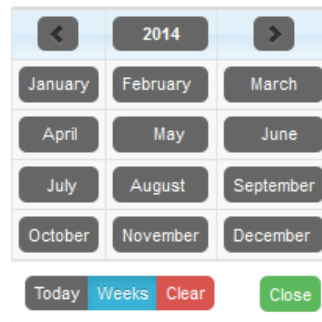 2014
January February March
April May June
July August September
October November December
Today Weeks Clear Close